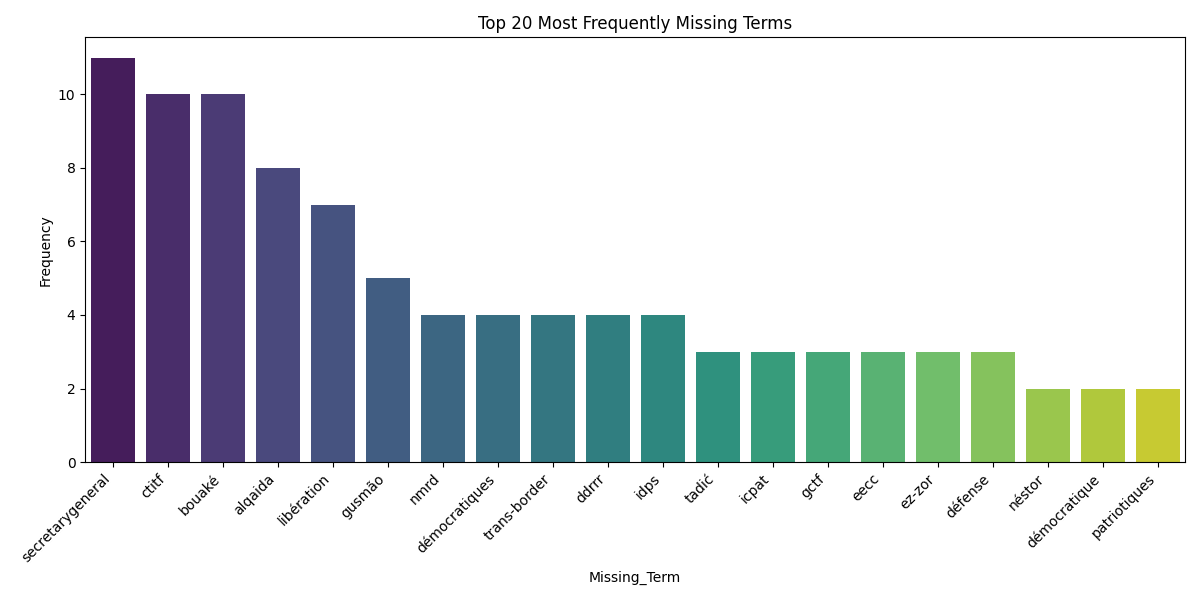 Top 20 Most Frequently Missing Terms
Frequency
10
8
6
4
2
0
secretarygeneral
ctitf
bouaké
alqaida
libération
gusmão
nmrd
démocratiques
trans-border
ddrrr
idps
tadić
icpat
gctf
eecc
ez-zor
défense
néstor
démocratique
patriotiques
Missing_Term